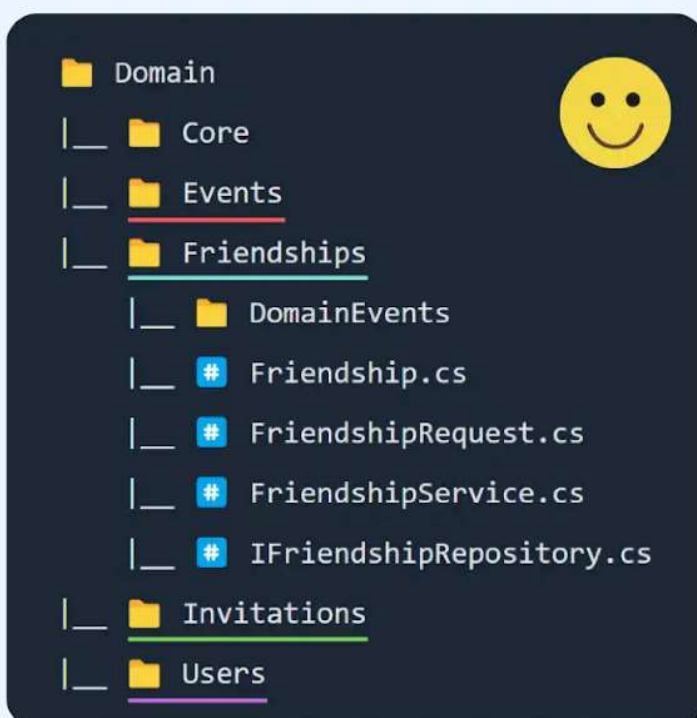 Domain
|__ Core
|__ Events
|__ Friendships
|__ DomainEvents
|__ # Friendship.cs
|__ # FriendshipRequest.cs
|__ # FriendshipService.cs
|__ # IFriendshipRepository.cs
|__ Invitations
|__ Users